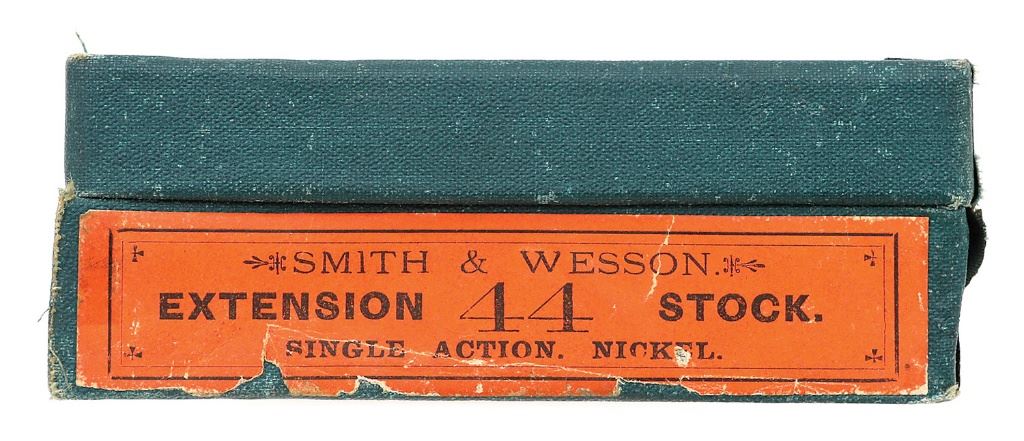 SMITH & WESSON.
EXTENSION 44 STOCK.
SINGLE ACTION. NICKEL.